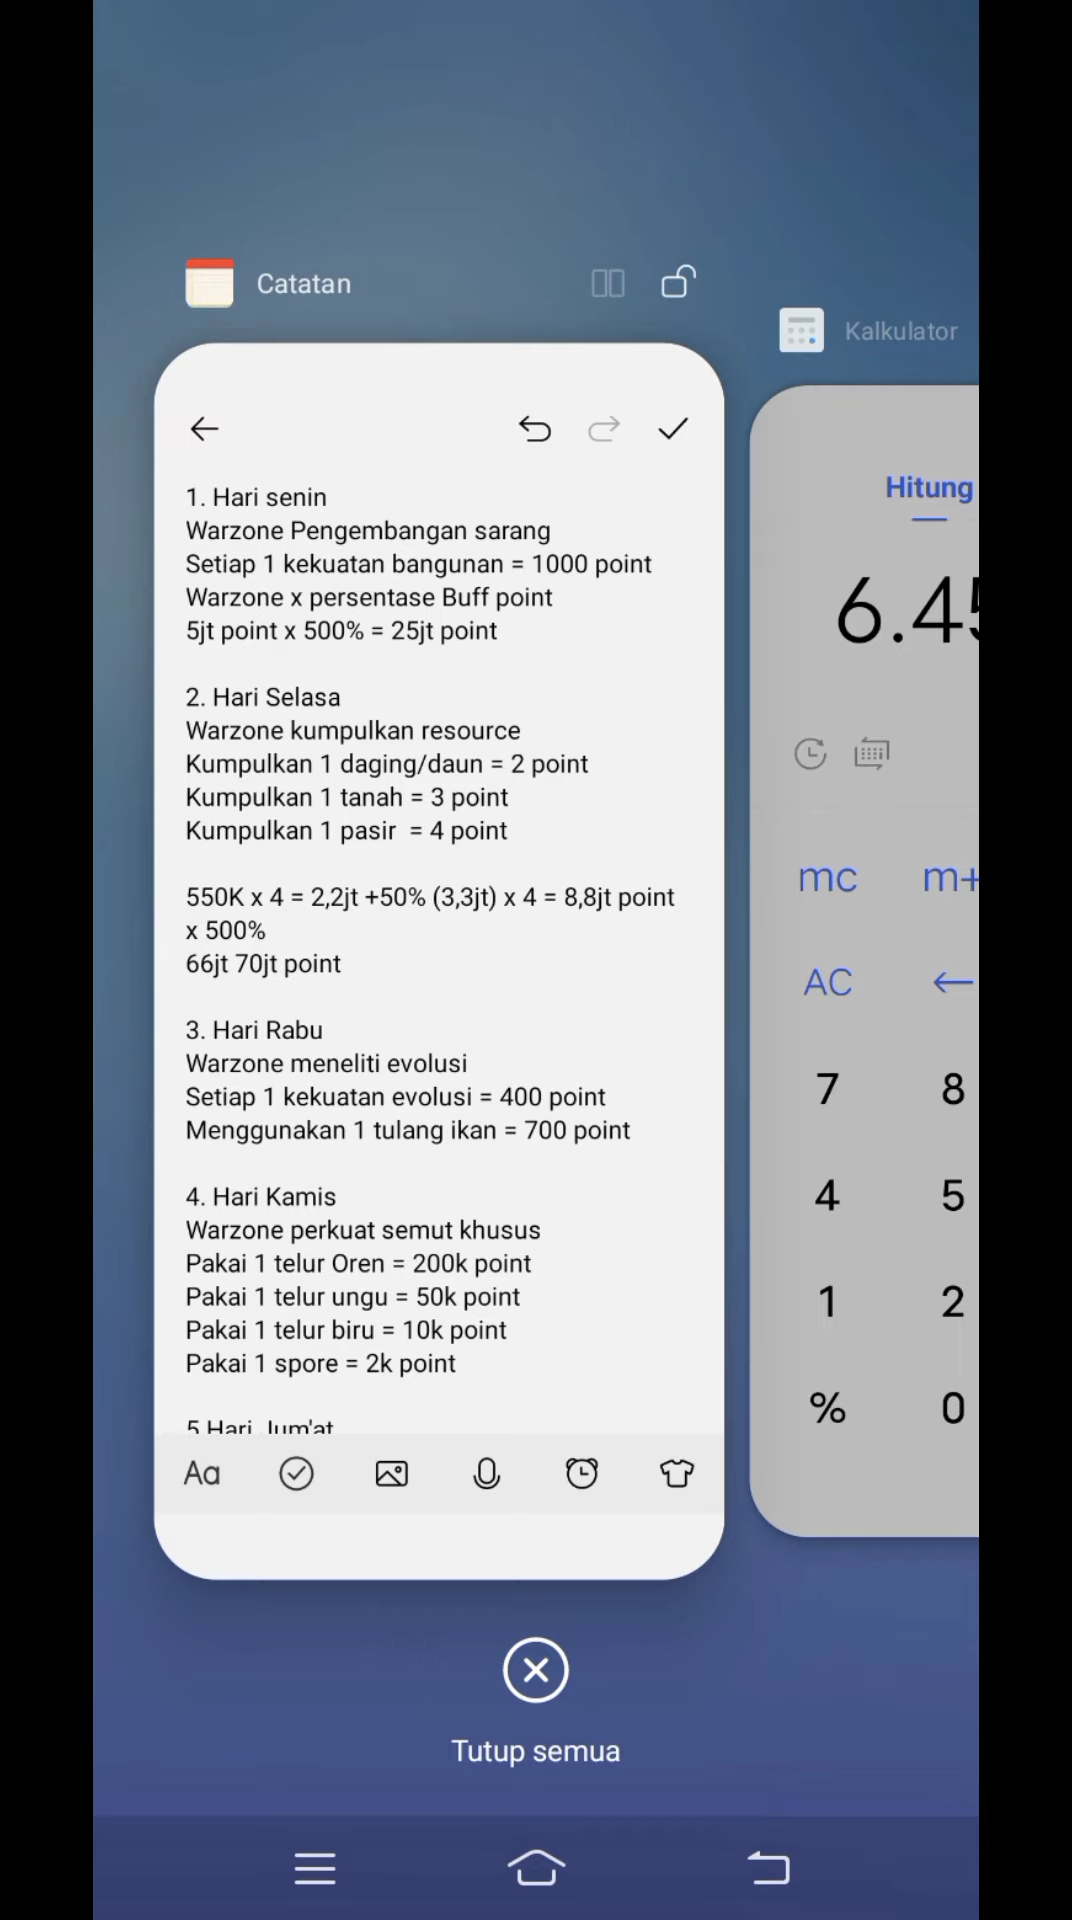 Catatan
Kalkulator
1. Hari senin
Warzone Pengembangan sarang
Setiap 1 kekuatan bangunan = 1000 point
Warzone x persentase Buff point
5jt point x 500% = 25jt point
2. Hari Selasa
Warzone kumpulkan resource
Kumpulkan 1 daging/daun = 2 point
Kumpulkan 1 tanah = 3 point
Kumpulkan 1 pasir  = 4 point
550K x 4 = 2,2jt +50% (3,3jt) x 4 = 8,8jt point
x 500%
66jt 70jt point
3. Hari Rabu
Warzone meneliti evolusi
Setiap 1 kekuatan evolusi = 400 point
Menggunakan 1 tulang ikan = 700 point
4. Hari Kamis
Warzone perkuat semut khusus
Pakai 1 telur Oren = 200k point
Pakai 1 telur ungu = 50k point
Pakai 1 telur biru = 10k point
Pakai 1 spore = 2k point
5 Hari Jum'at
Aa
Hitung
6.45
mc m+
AC
7 8
4 5
1 2
% 0
Tutup semua